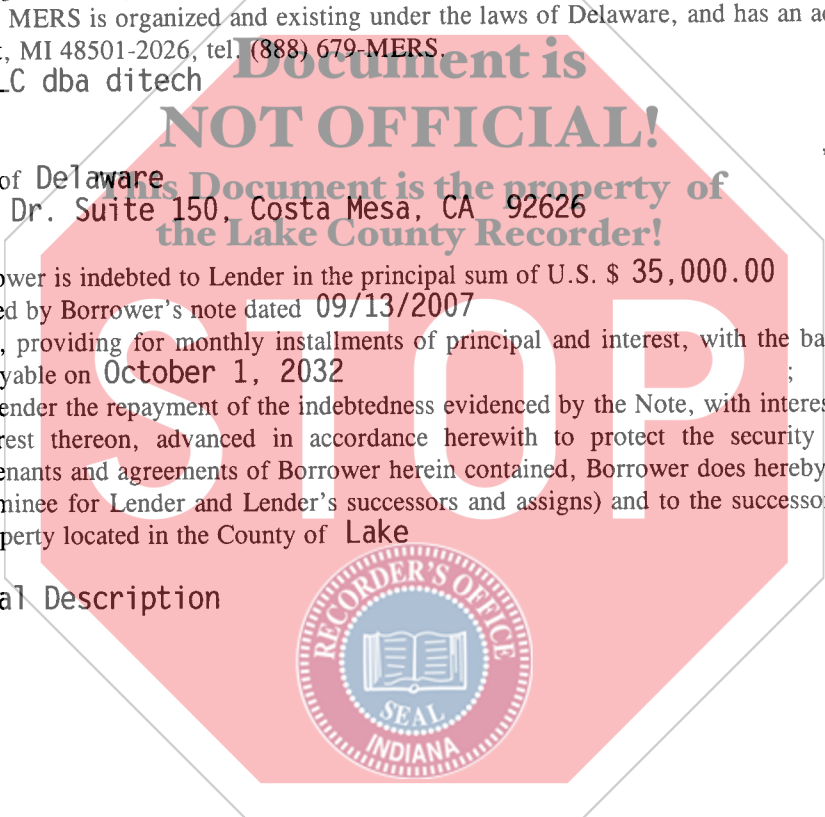 MERS is organized and existing under the laws of Delaware, and has an
, MI 48501-2026, tel. (888) 679-MERS.
Document is
LC dba ditech
NOT OFFICIAL!
of Delaware
This Document is the property of
Dr. Suite 150, Costa Mesa, CA 92626
the Lake County Recorder!
ower is indebted to Lender in the principal sum of U.S. $ 35,000.00
ed by Borrower's note dated 09/13/2007
, providing for monthly installments of principal and interest, with the ba
yable on October 1, 2032 ;
ender the repayment of the indebtedness evidenced by the Note, with interes
rest thereon, advanced in accordance herewith to protect the security
enants and agreements of Borrower herein contained, Borrower does hereby
minee for Lender and Lender's successors and assigns) and to the successo
perty located in the County of Lake
STOP
al Description
RECORDER'S OFFICE
SEAL
INDIANA